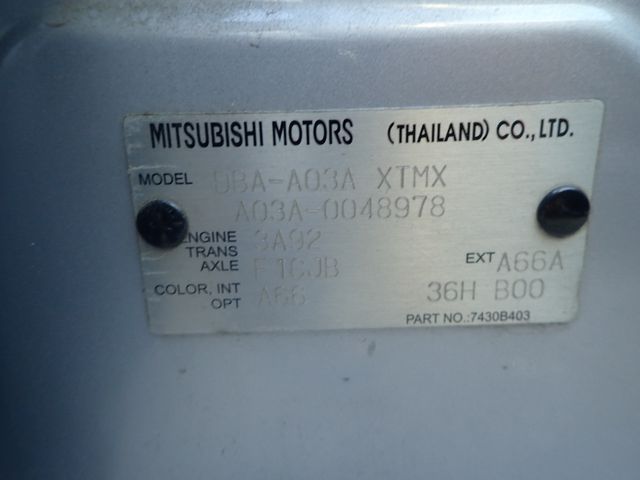 MITSUBISHI MOTORS (THAILAND) CO., LTD.
MODEL DBA-A03A XTMX
A03A-0048978
ENGINE 3A92
TRANS
AXLE F1CJB EXT A66A
COLOR, INT A66 36H B00
OPT
PART NO.:7430B403